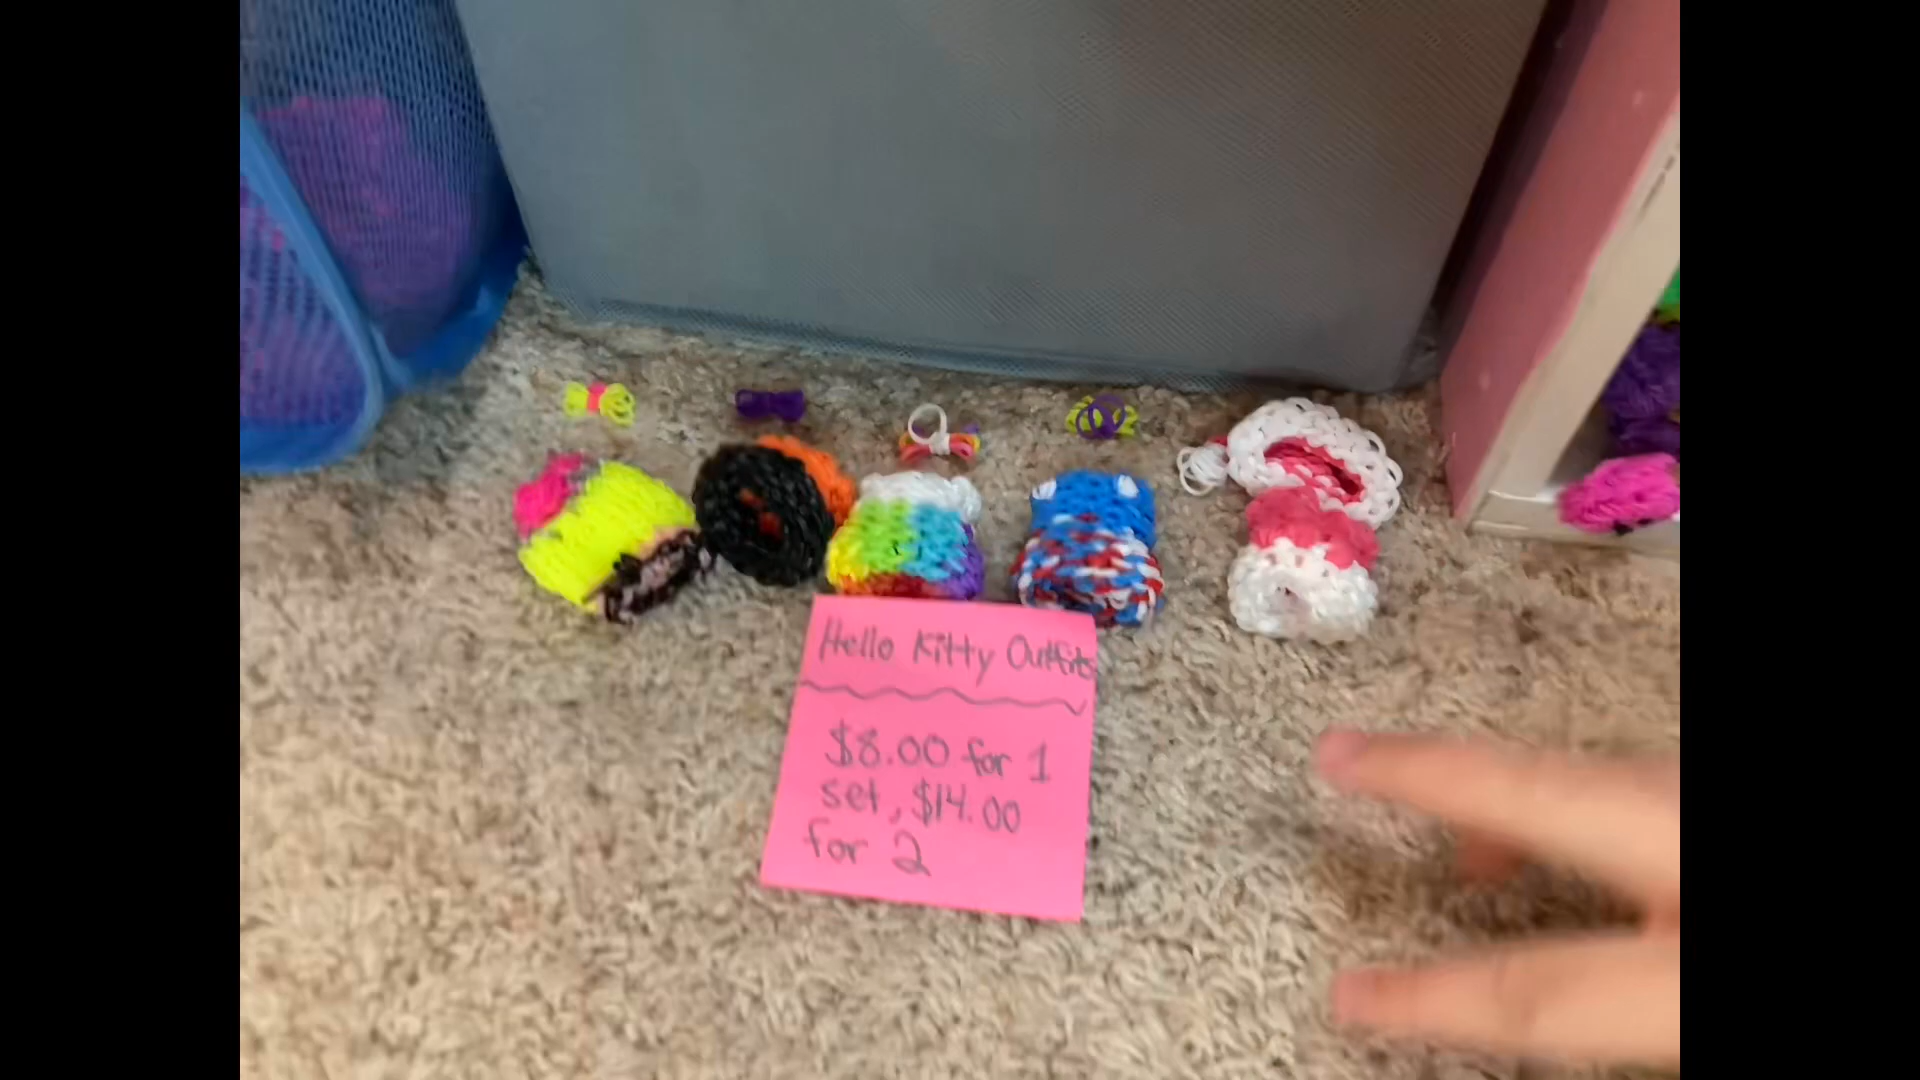 Hello Kitty Outfits
$8.00 for 1
set, $14.00
for 2